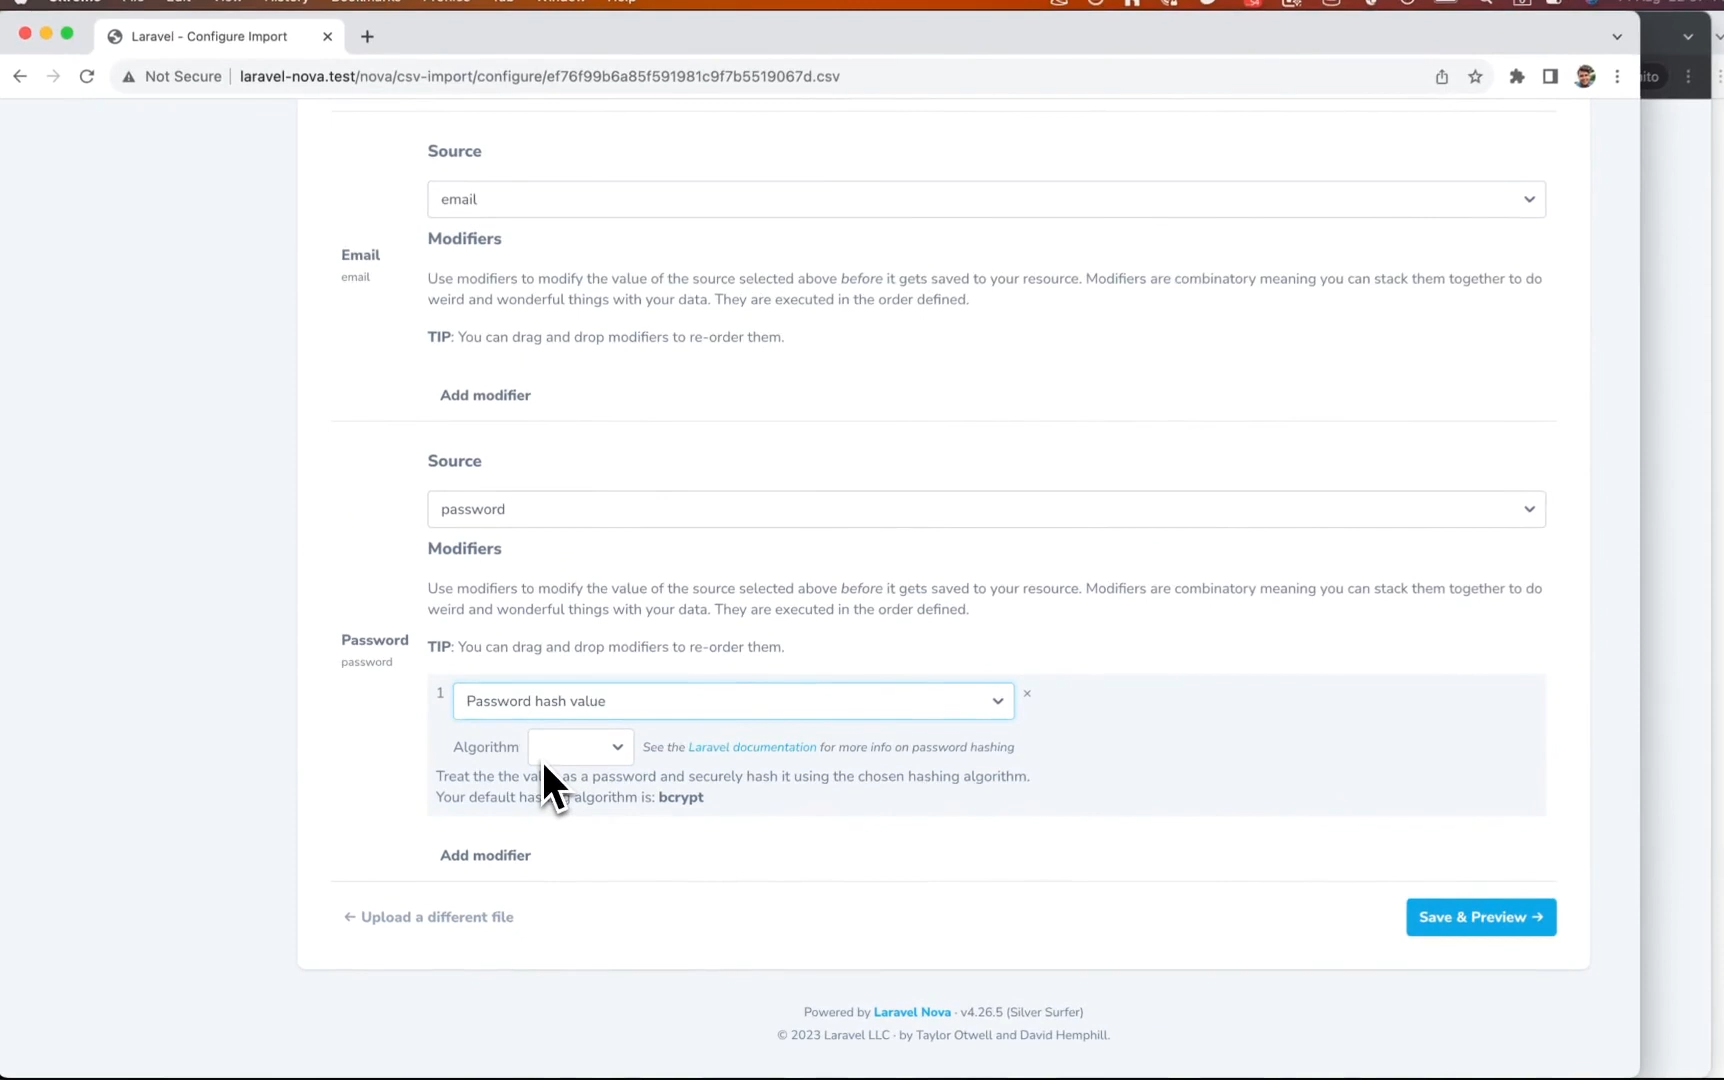 Laravel - Configure Import
Not Secure
laravel-nova.test/nova/csv-import/configure/ef76f99b6a85f591981c9f7b5519067d.csv
Source
email
Modifiers
Email
email
Use modifiers to modify the value of the source selected above before it gets saved to your resource. Modifiers are combinatory meaning you can stack them together to do
weird and wonderful things with your data. They are executed in the order defined.
TIP: You can drag and drop modifiers to re-order them.
Add modifier
Source
password
Modifiers
Use modifiers to modify the value of the source selected above before it gets saved to your resource. Modifiers are combinatory meaning you can stack them together to do
weird and wonderful things with your data. They are executed in the order defined.
Password
password
TIP: You can drag and drop modifiers to re-order them.
1
Password hash value
×
Algorithm
See the Laravel documentation for more info on password hashing
Treat the the as a password and securely hash it using the chosen hashing algorithm.
Your default algorithm is: bcrypt
Add modifier
← Upload a different file
Save & Preview →
Powered by Laravel Nova · v4.26.5 (Silver Surfer)
© 2023 Laravel LLC · by Taylor Otwell and David Hemphill.